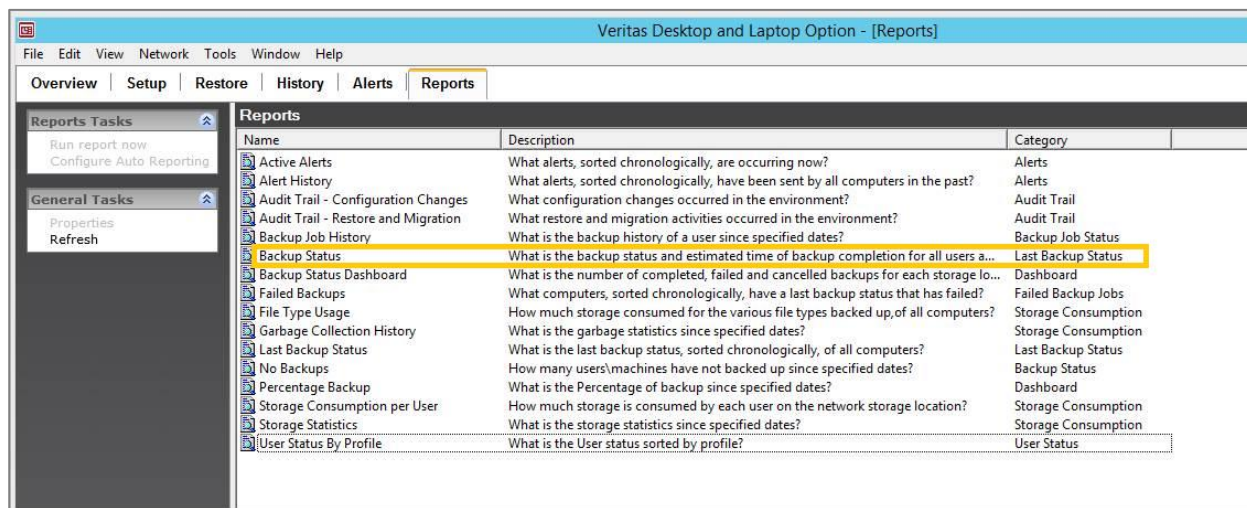 Veritas Desktop and Laptop Option - [Reports]
File Edit View Network Tools Window Help
Overview Setup Restore History Alerts Reports
Reports Tasks
Run report now
Configure Auto Reporting
General Tasks
Properties
Refresh
Reports
Name Description Category
Active Alerts What alerts, sorted chronologically, are occurring now? Alerts
Alert History What alerts, sorted chronologically, have been sent by all computers in the past? Alerts
Audit Trail - Configuration Changes What configuration changes occurred in the environment? Audit Trail
Audit Trail - Restore and Migration What restore and migration activities occurred in the environment? Audit Trail
Backup Job History What is the backup history of a user since specified dates? Backup Job Status
Backup Status What is the backup status and estimated time of backup completion for all users a... Last Backup Status
Backup Status Dashboard What is the number of completed, failed and cancelled backups for each storage lo... Dashboard
Failed Backups What computers, sorted chronologically, have a last backup status that has failed? Failed Backup Jobs
File Type Usage How much storage consumed for the various file types backed up,of all computers? Storage Consumption
Garbage Collection History What is the garbage statistics since specified dates? Storage Consumption
Last Backup Status What is the last backup status, sorted chronologically, of all computers? Last Backup Status
No Backups How many users\machines have not backed up since specified dates? Backup Status
Percentage Backup What is the Percentage of backup since specified dates? Dashboard
Storage Consumption per User How much storage is consumed by each user on the network storage location? Storage Consumption
Storage Statistics What is the storage statistics since specified dates? Storage Consumption
User Status By Profile What is the User status sorted by profile? User Status